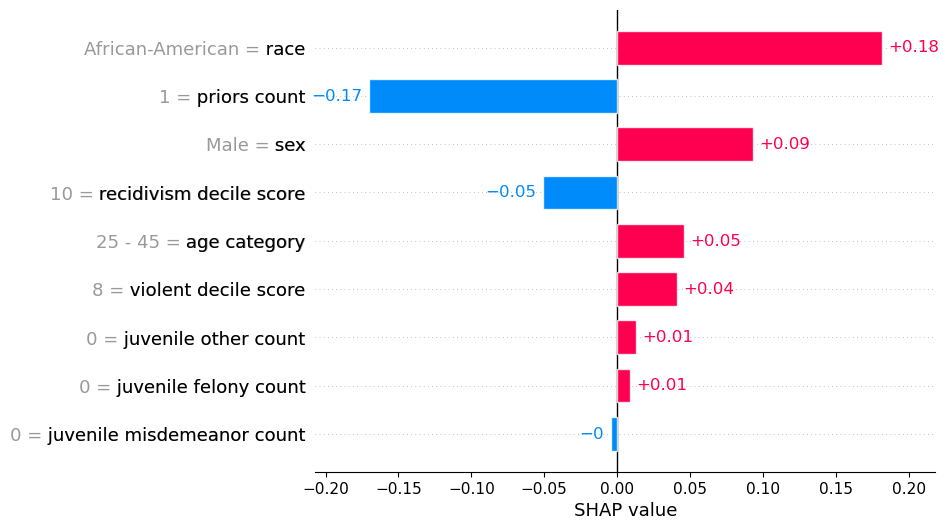 African-American = race
+0.18
1 = priors count
−0.17
Male = sex
+0.09
10 = recidivism decile score
−0.05
25 - 45 = age category
+0.05
8 = violent decile score
+0.04
0 = juvenile other count
+0.01
0 = juvenile felony count
+0.01
0 = juvenile misdemeanor count
−0
−0.20 −0.15 −0.10 −0.05 0.00 0.05 0.10 0.15 0.20
SHAP value